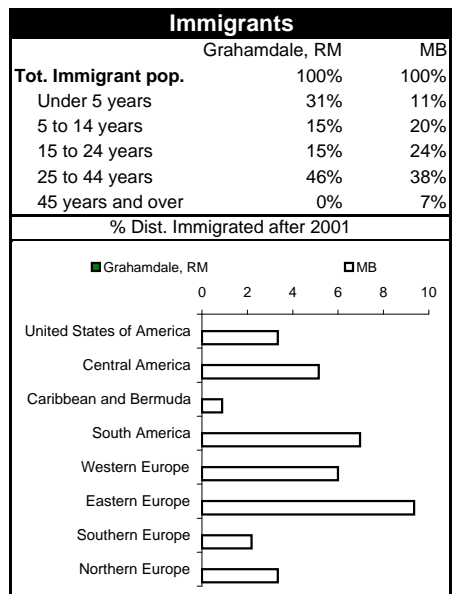 Immigrants
Grahamdale, RM MB
Tot. Immigrant pop. 100% 100%
Under 5 years 31% 11%
5 to 14 years 15% 20%
15 to 24 years 15% 24%
25 to 44 years 46% 38%
45 years and over 0% 7%
% Dist. Immigrated after 2001
Grahamdale, RM MB
0 2 4 6 8 10
United States of America
Central America
Caribbean and Bermuda
South America
Western Europe
Eastern Europe
Southern Europe
Northern Europe